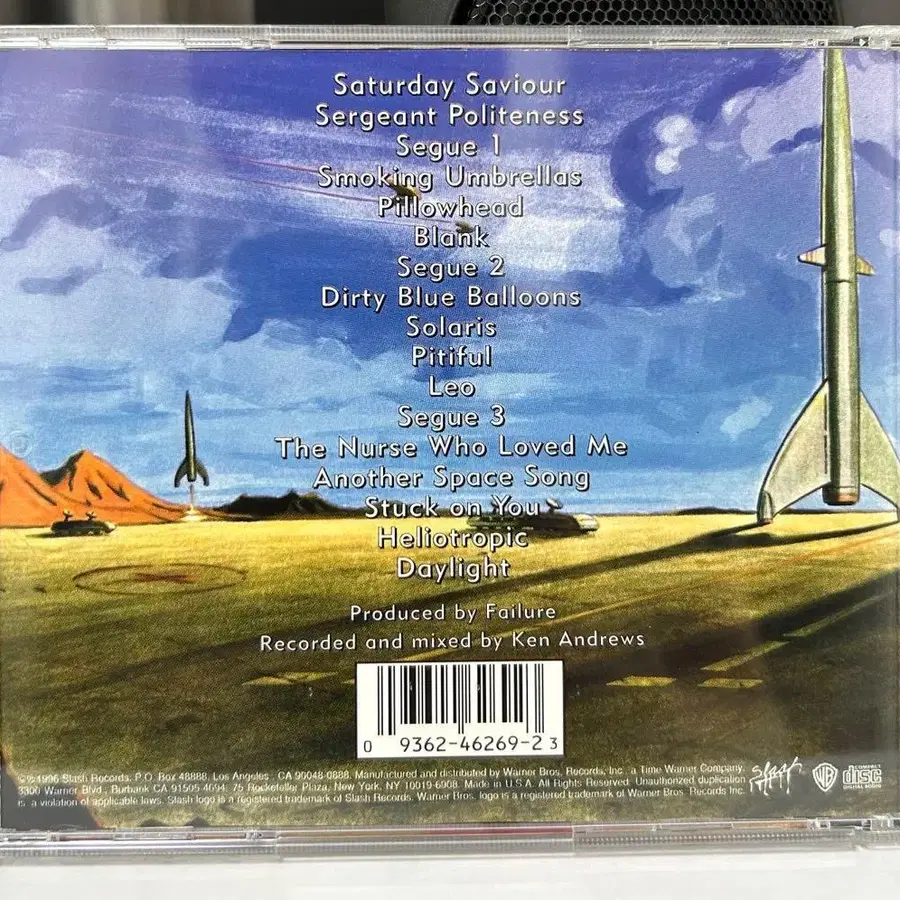 Saturday Saviour
Sergeant Politeness
Segue 1
Smoking Umbrellas
Pillowhead
Blank
Segue 2
Dirty Blue Balloons
Solaris
Pitiful
Leo
Segue 3
The Nurse Who Loved Me
Another Space Song
Stuck on You
Heliotropic
Daylight
Produced by Failure
Recorded and mixed by Ken Andrews
0 9362-46269-2 3
©℗1996 Slash Records. P.O. Box 48888, Los Angeles, CA 90048-0888. Manufactured and distributed by Warner Bros. Records, Inc., a Time Warner Company.
3300 Warner Blvd., Burbank CA 91505-4694. 75 Rockefeller Plaza, New York, NY 10019-6908. Made in U.S.A. All Rights Reserved. Unauthorized duplication
is a violation of applicable laws. Slash logo is a registered trademark of Slash Records. Warner Bros. logo is a registered trademark of Warner Bros. Records Inc.
Slash
WB
COMPACT
disc
DIGITAL AUDIO